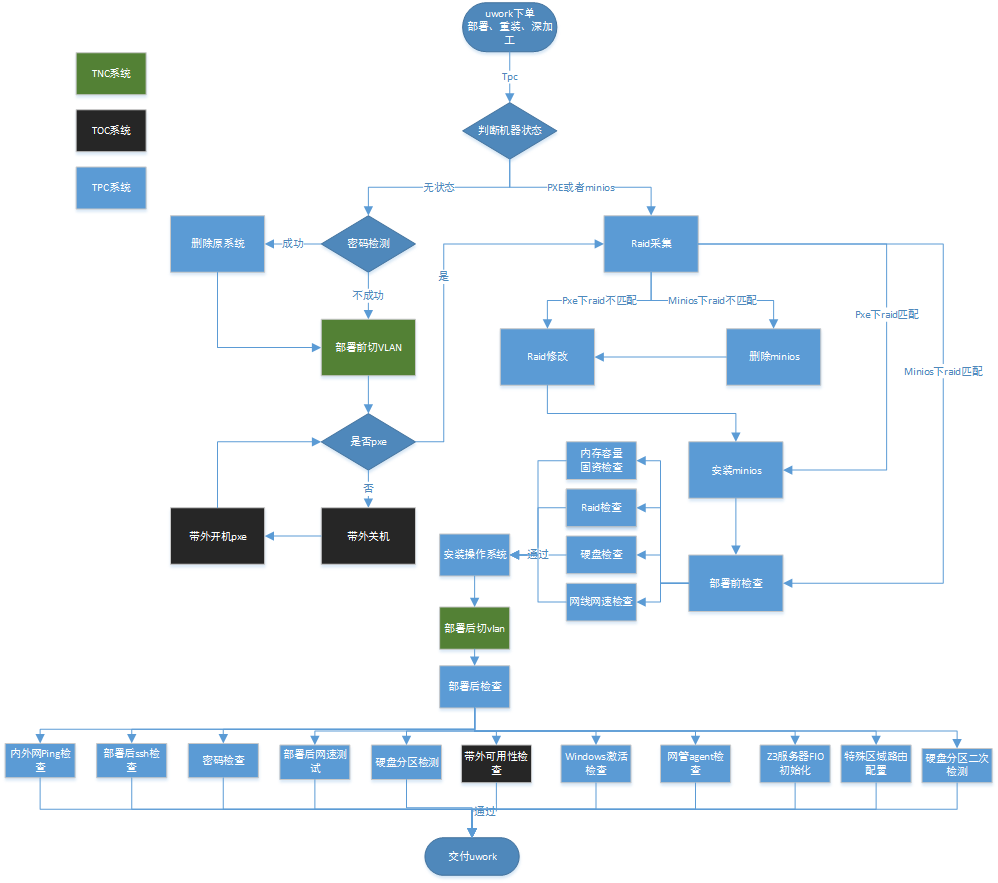 uwork下单
部署、重装、深加
工
TNC系统
Tpc
TOC系统
判断机器状态
TPC系统
无状态
PXE或者minios
删除原系统
成功
密码检测
Raid采集
是
不成功
Pxe下raid不匹配
Minios下raid不匹配
Pxe下raid匹配
部署前切VLAN
Raid修改
删除minios
Minios下raid匹配
是否pxe
内存容量
固资检查
安装minios
否
Raid检查
带外开机pxe
带外关机
安装操作系统
通过
硬盘检查
部署前检查
网线网速检查
部署后切vlan
部署后检查
内外网Ping检
查
部署后ssh检
查
密码检查
部署后网速测
试
硬盘分区检测
带外可用性检
查
Windows激活
检查
网管agent检
查
Z3服务器FIO
初始化
特殊区域路由
配置
硬盘分区二次
检测
通过
交付uwork